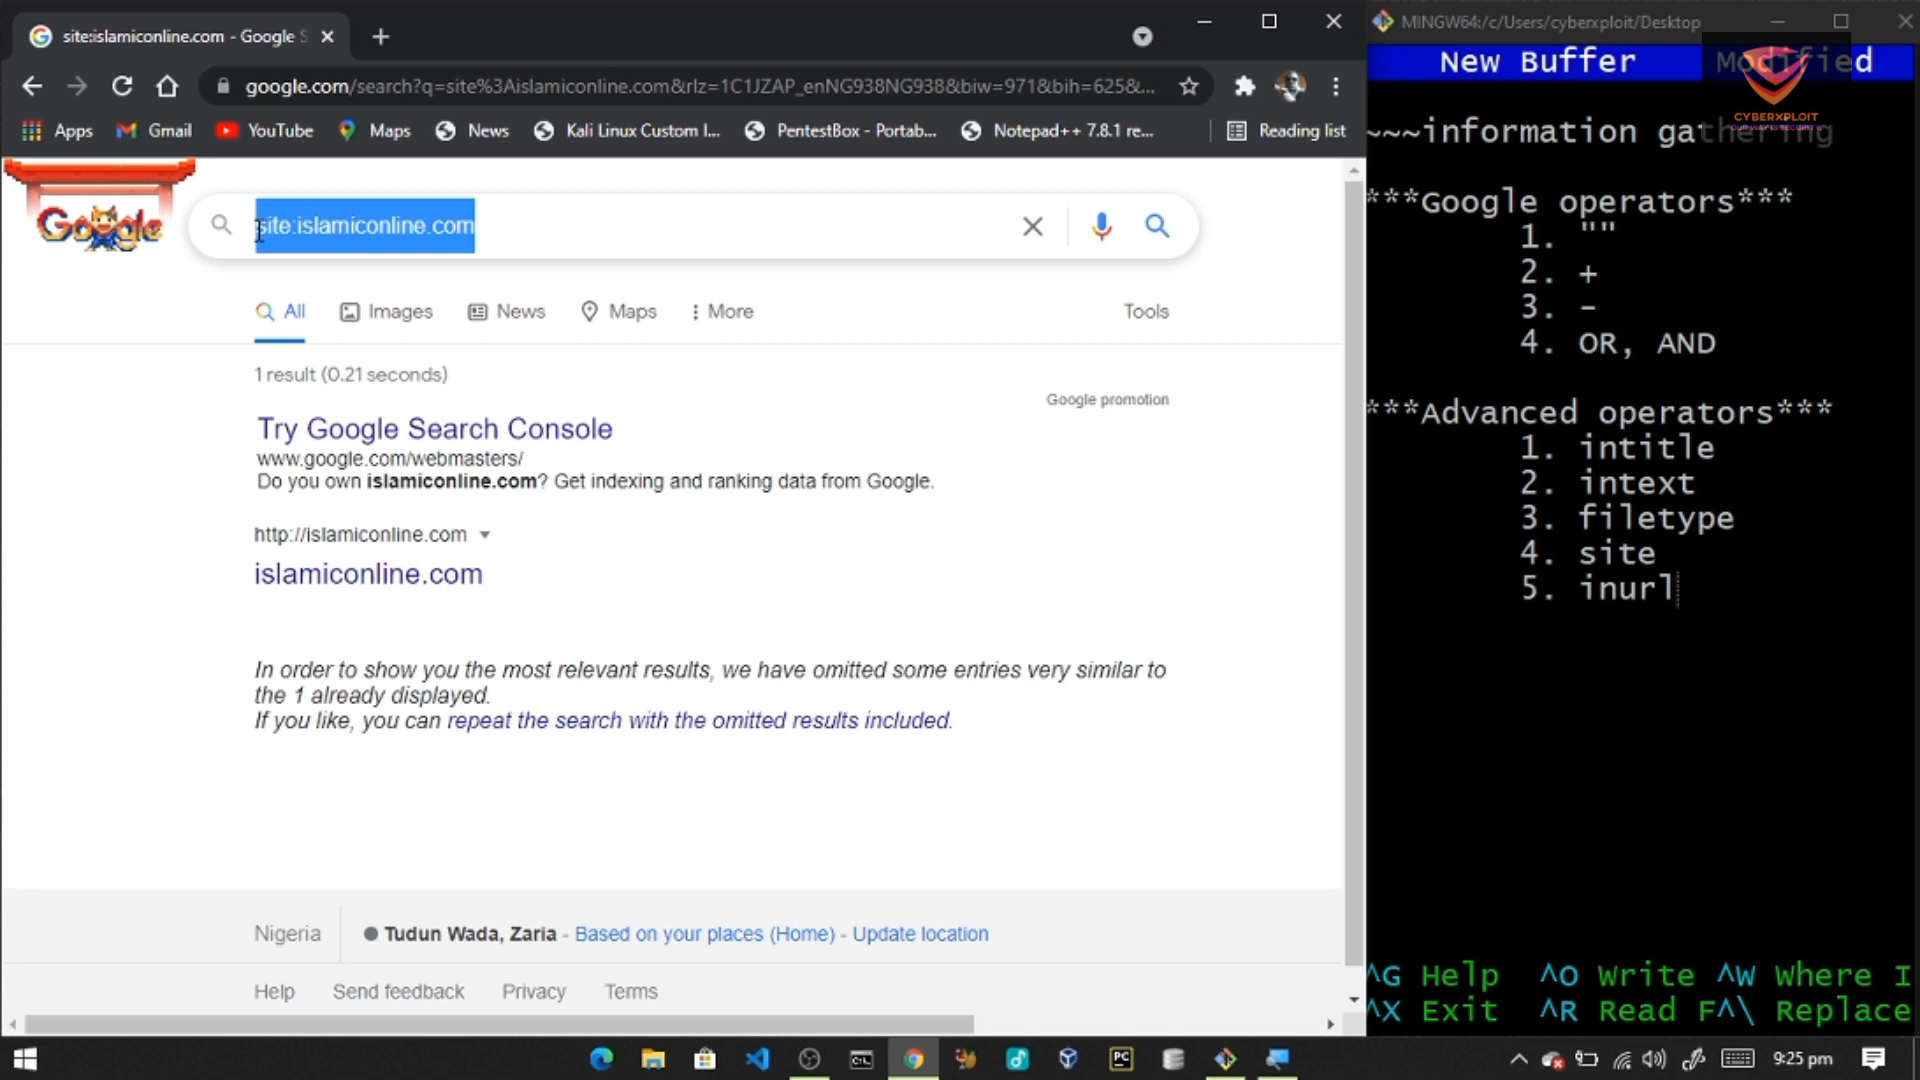 site:islamiconline.com - Google S
google.com/search?q=site%3Aislamiconline.com&rlz=1C1JZAP_enNG938NG938&biw=971&bih=625&...
Apps
Gmail
YouTube
Maps
News
Kali Linux Custom I...
PentestBox - Portab...
Notepad++ 7.8.1 re...
Reading list
Google
site:islamiconline.com
All
Images
News
Maps
More
Tools
1 result (0.21 seconds)
Google promotion
Try Google Search Console
www.google.com/webmasters/
Do you own islamiconline.com? Get indexing and ranking data from Google.
http://islamiconline.com
islamiconline.com
In order to show you the most relevant results, we have omitted some entries very similar to
the 1 already displayed.
If you like, you can repeat the search with the omitted results included.
Nigeria
Tudun Wada, Zaria - Based on your places (Home) - Update location
Help Send feedback Privacy Terms
MINGW64:/c/Users/cyberxploit/Desktop
New Buffer Modified
CYBERXPLOIT
OUR WAY IS SECURITY
~~~information gathering
***Google operators***
1. ""
2. +
3. -
4. OR, AND
***Advanced operators***
1. intitle
2. intext
3. filetype
4. site
5. inurl
^G Help ^O Write ^W Where I
^X Exit ^R Read F^\ Replace
PC
9:25 pm